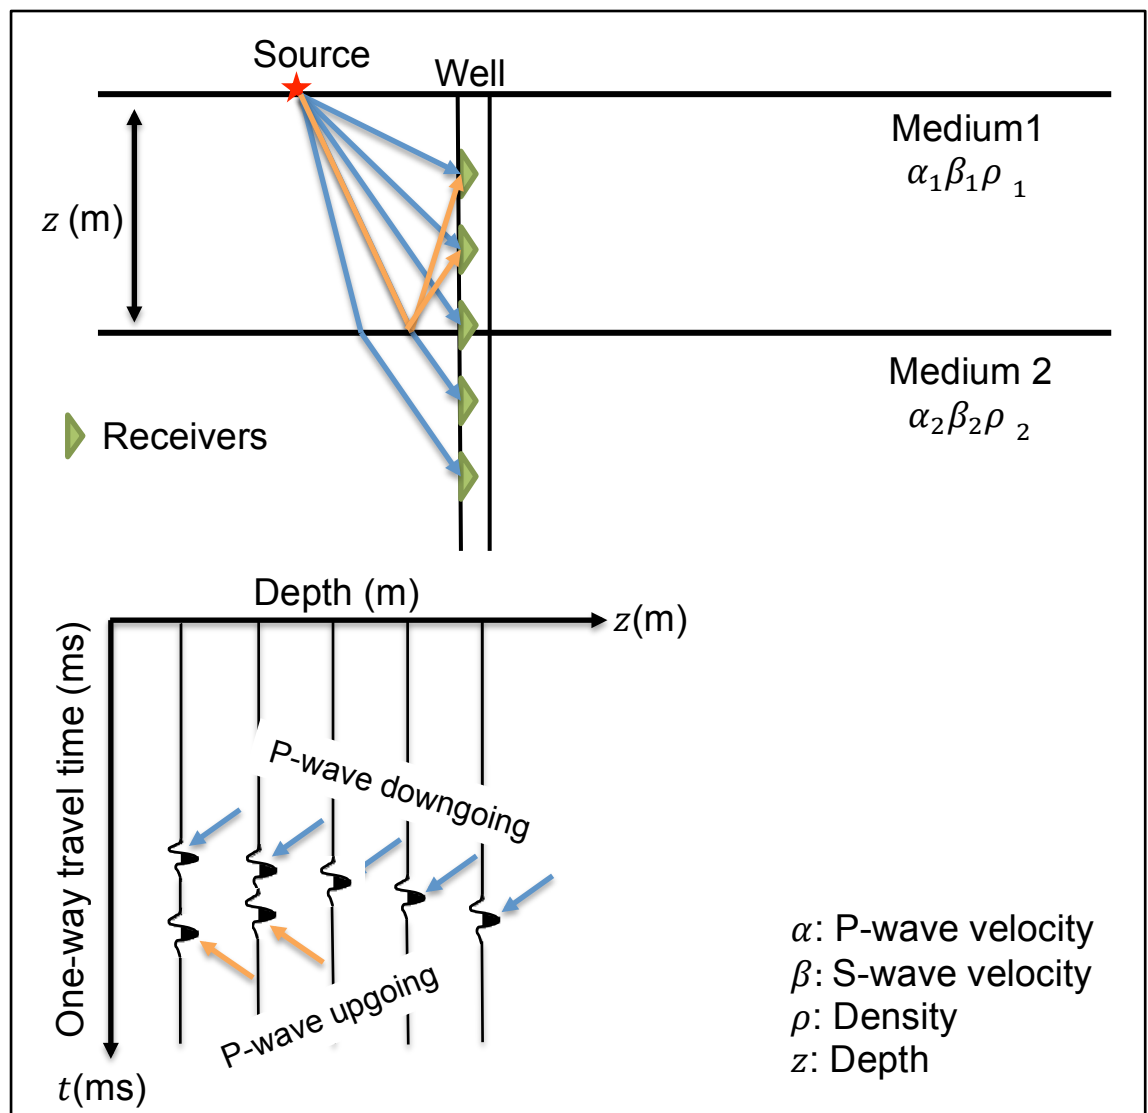 Source
Well
Medium1
α₁β₁ρ ₁
z (m)
Medium 2
α₂β₂ρ ₂
Receivers
Depth (m)
z(m)
One-way travel time (ms)
P-wave downgoing
P-wave upgoing
t(ms)
α: P-wave velocity
β: S-wave velocity
ρ: Density
z: Depth